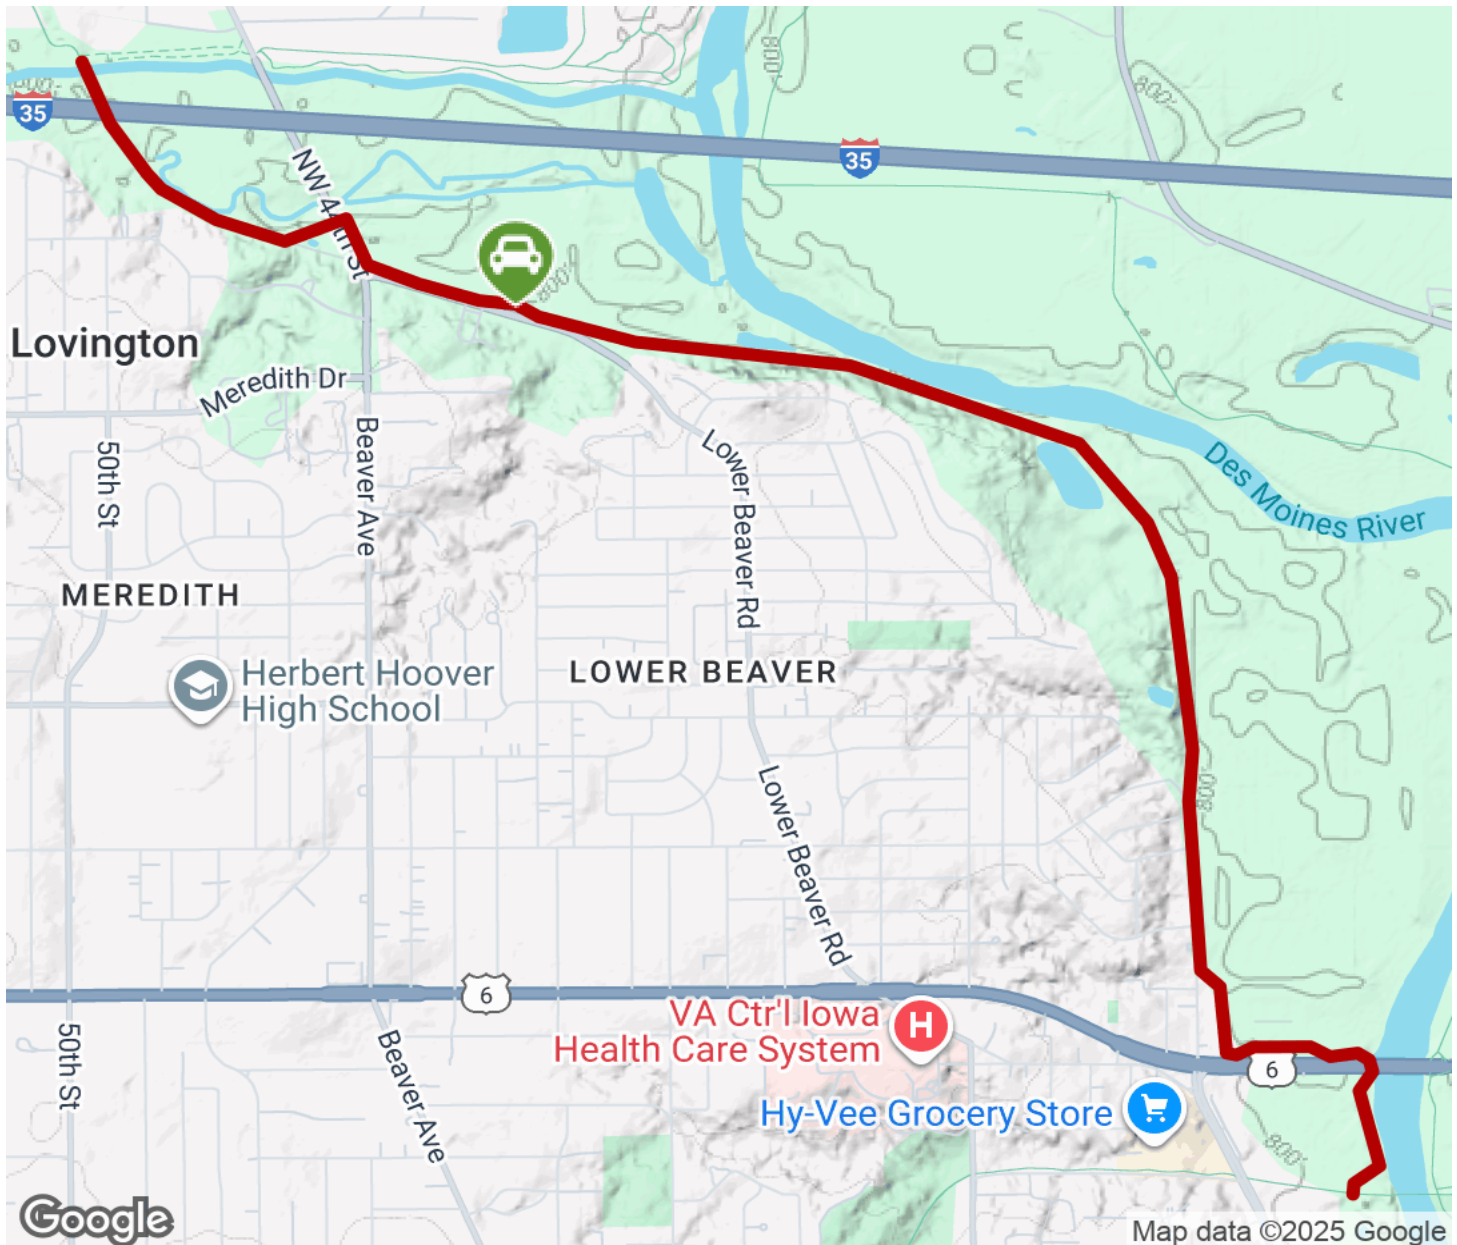 800'
800'
800'
35
35
NW 44th St
800'
Lovington
Meredith Dr
50th St
Beaver Ave
Lower Beaver Rd
Des Moines River
MEREDITH
Herbert Hoover
High School
LOWER BEAVER
800
Lower Beaver Rd
6
VA Ctr'l Iowa
Health Care System
H
50th St
Beaver Ave
6
Hy-Vee Grocery Store
800'
Google
Map data ©2025 Google